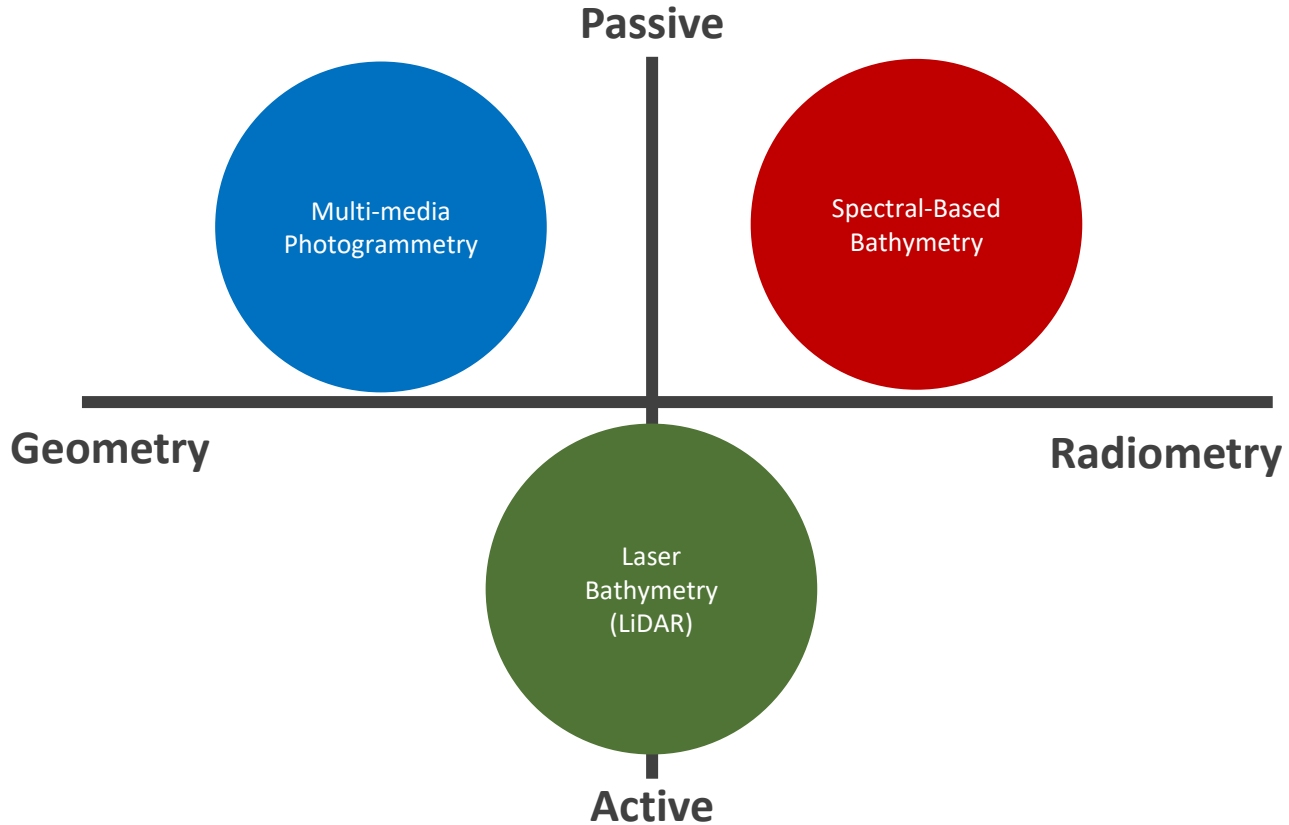 Passive
Multi-media
Photogrammetry
Spectral-Based
Bathymetry
Geometry
Radiometry
Laser
Bathymetry
(LiDAR)
Active